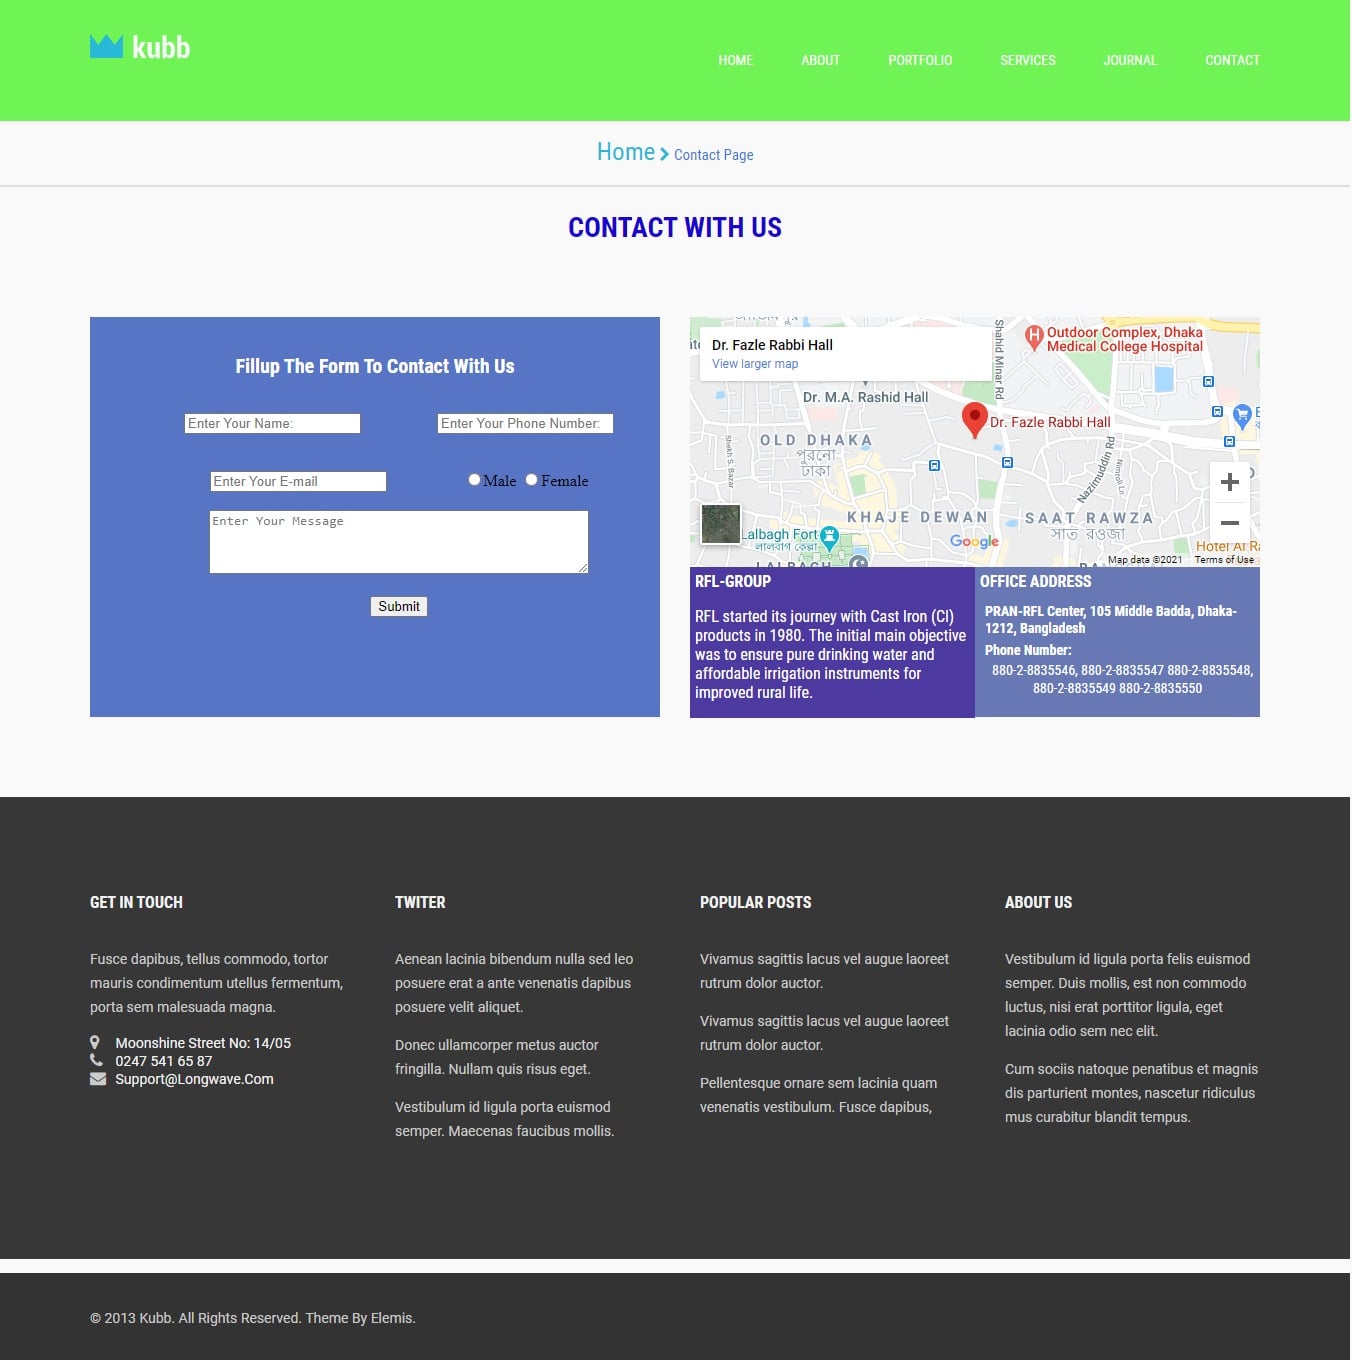 kubb
HOME
ABOUT
PORTFOLIO
SERVICES
JOURNAL
CONTACT
Home
Contact Page
CONTACT WITH US
Fillup The Form To Contact With Us
Enter Your Name:
Enter Your Phone Number:
Enter Your E-mail
Male
Female
Enter Your Message
Submit
Dr. Fazle Rabbi Hall
View larger map
Shahid Minar Rd
Outdoor Complex, Dhaka
Medical College Hospital
Dr. M.A. Rashid Hall
Dr. Fazle Rabbi Hall
OLD DHAKA
পুরনো
ঢাকা
Nazimuddin Rd
KHAJE DEWAN
SAAT RAWZA
সাত রওজা
Lalbagh Fort
লালবাগ কেল্লা
Google
Map data ©2021
Terms of Use
RFL-GROUP
RFL started its journey with Cast Iron (CI)
products in 1980. The initial main objective
was to ensure pure drinking water and
affordable irrigation instruments for
improved rural life.
OFFICE ADDRESS
PRAN-RFL Center, 105 Middle Badda, Dhaka-
1212, Bangladesh
Phone Number:
880-2-8835546, 880-2-8835547 880-2-8835548,
880-2-8835549 880-2-8835550
GET IN TOUCH
Fusce dapibus, tellus commodo, tortor
mauris condimentum utellus fermentum,
porta sem malesuada magna.
Moonshine Street No: 14/05
0247 541 65 87
Support@Longwave.Com
TWITER
Aenean lacinia bibendum nulla sed leo
posuere erat a ante venenatis dapibus
posuere velit aliquet.
Donec ullamcorper metus auctor
fringilla. Nullam quis risus eget.
Vestibulum id ligula porta euismod
semper. Maecenas faucibus mollis.
POPULAR POSTS
Vivamus sagittis lacus vel augue laoreet
rutrum dolor auctor.
Vivamus sagittis lacus vel augue laoreet
rutrum dolor auctor.
Pellentesque ornare sem lacinia quam
venenatis vestibulum. Fusce dapibus,
ABOUT US
Vestibulum id ligula porta felis euismod
semper. Duis mollis, est non commodo
luctus, nisi erat porttitor ligula, eget
lacinia odio sem nec elit.
Cum sociis natoque penatibus et magnis
dis parturient montes, nascetur ridiculus
mus curabitur blandit tempus.
© 2013 Kubb. All Rights Reserved. Theme By Elemis.